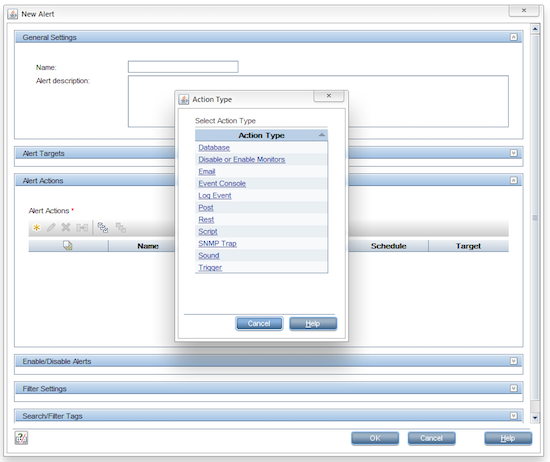 New Alert
General Settings
Name:
Alert description:
Action Type
Select Action Type
Action Type
Database
Disable or Enable Monitors
Email
Event Console
Log Event
Post
Rest
Script
SNMP Trap
Sound
Trigger
Cancel Help
Alert Targets
Alert Actions
Alert Actions *
Name Schedule Target
Enable/Disable Alerts
Filter Settings
Search/Filter Tags
OK Cancel Help